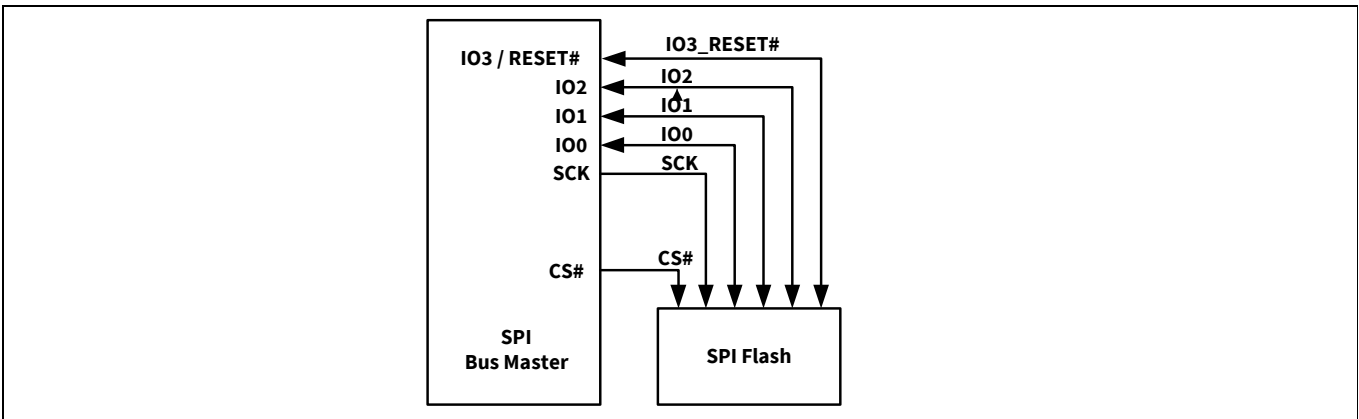 IO3 / RESET# IO3_RESET#
IO2 IO2
IO1 IO1
IO0 IO0
SCK SCK
CS# CS#
SPI
Bus Master
SPI Flash